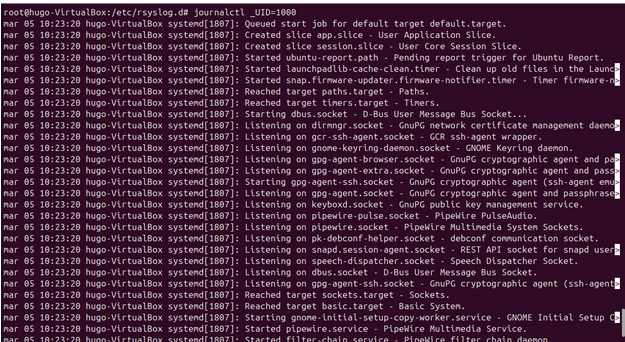 root@hugo-VirtualBox:/etc/rsyslog.d# journalctl _UID=1000
mar 05 10:23:20 hugo-VirtualBox systemd[1807]: Queued start job for default target default.target.
mar 05 10:23:20 hugo-VirtualBox systemd[1807]: Created slice app.slice - User Application Slice.
mar 05 10:23:20 hugo-VirtualBox systemd[1807]: Created slice session.slice - User Core Session Slice.
mar 05 10:23:20 hugo-VirtualBox systemd[1807]: Started ubuntu-report.path - Pending report trigger for Ubuntu Report.
mar 05 10:23:20 hugo-VirtualBox systemd[1807]: Started launchpadlib-cache-clean.timer - Clean up old files in the Launc>
mar 05 10:23:20 hugo-VirtualBox systemd[1807]: Started snap.firmware-updater.firmware-notifier.timer - Timer firmware-n>
mar 05 10:23:20 hugo-VirtualBox systemd[1807]: Reached target paths.target - Paths.
mar 05 10:23:20 hugo-VirtualBox systemd[1807]: Reached target timers.target - Timers.
mar 05 10:23:20 hugo-VirtualBox systemd[1807]: Starting dbus.socket - D-Bus User Message Bus Socket...
mar 05 10:23:20 hugo-VirtualBox systemd[1807]: Listening on dirmngr.socket - GnuPG network certificate management daemo>
mar 05 10:23:20 hugo-VirtualBox systemd[1807]: Listening on gcr-ssh-agent.socket - GCR ssh-agent wrapper.
mar 05 10:23:20 hugo-VirtualBox systemd[1807]: Listening on gnome-keyring-daemon.socket - GNOME Keyring daemon.
mar 05 10:23:20 hugo-VirtualBox systemd[1807]: Listening on gpg-agent-browser.socket - GnuPG cryptographic agent and pa>
mar 05 10:23:20 hugo-VirtualBox systemd[1807]: Listening on gpg-agent-extra.socket - GnuPG cryptographic agent and pass>
mar 05 10:23:20 hugo-VirtualBox systemd[1807]: Starting gpg-agent-ssh.socket - GnuPG cryptographic agent (ssh-agent emu>
mar 05 10:23:20 hugo-VirtualBox systemd[1807]: Listening on gpg-agent.socket - GnuPG cryptographic agent and passphrase>
mar 05 10:23:20 hugo-VirtualBox systemd[1807]: Listening on keyboxd.socket - GnuPG public key management service.
mar 05 10:23:20 hugo-VirtualBox systemd[1807]: Listening on pipewire-pulse.socket - PipeWire PulseAudio.
mar 05 10:23:20 hugo-VirtualBox systemd[1807]: Listening on pipewire.socket - PipeWire Multimedia System Sockets.
mar 05 10:23:20 hugo-VirtualBox systemd[1807]: Listening on pk-debconf-helper.socket - debconf communication socket.
mar 05 10:23:20 hugo-VirtualBox systemd[1807]: Listening on snapd.session-agent.socket - REST API socket for snapd user>
mar 05 10:23:20 hugo-VirtualBox systemd[1807]: Listening on speech-dispatcher.socket - Speech Dispatcher Socket.
mar 05 10:23:20 hugo-VirtualBox systemd[1807]: Listening on dbus.socket - D-Bus User Message Bus Socket.
mar 05 10:23:20 hugo-VirtualBox systemd[1807]: Listening on gpg-agent-ssh.socket - GnuPG cryptographic agent (ssh-agent>
mar 05 10:23:20 hugo-VirtualBox systemd[1807]: Reached target sockets.target - Sockets.
mar 05 10:23:20 hugo-VirtualBox systemd[1807]: Reached target basic.target - Basic System.
mar 05 10:23:20 hugo-VirtualBox systemd[1807]: Starting gnome-initial-setup-copy-worker.service - GNOME Initial Setup C>
mar 05 10:23:20 hugo-VirtualBox systemd[1807]: Started pipewire.service - PipeWire Multimedia Service.
mar 05 10:23:20 hugo-VirtualBox systemd[1807]: Started filter-chain.service - PipeWire filter chain daemon.